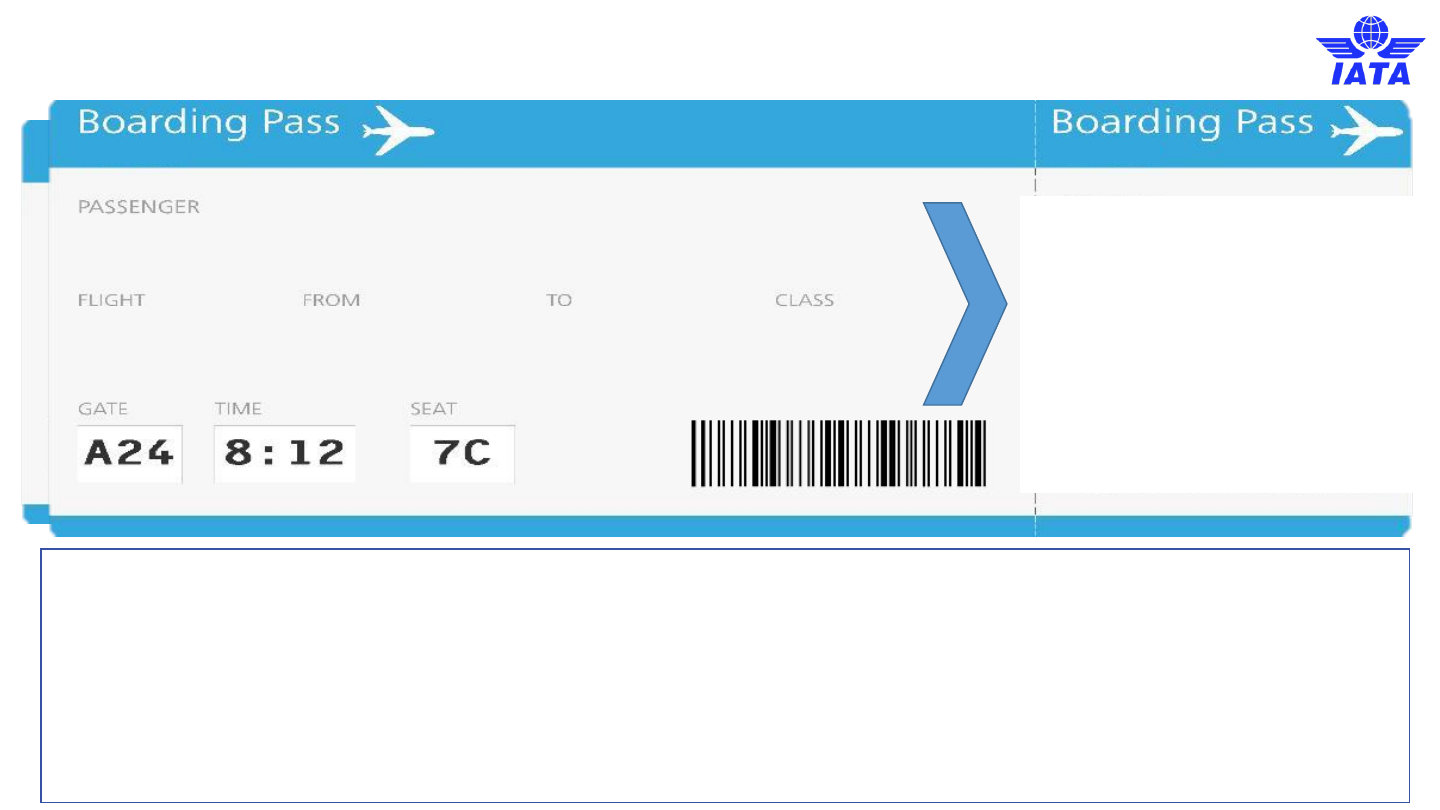 IATA
Boarding Pass
Boarding Pass
PASSENGER
FLIGHT FROM TO CLASS
GATE TIME SEAT
A24 8:12 7C